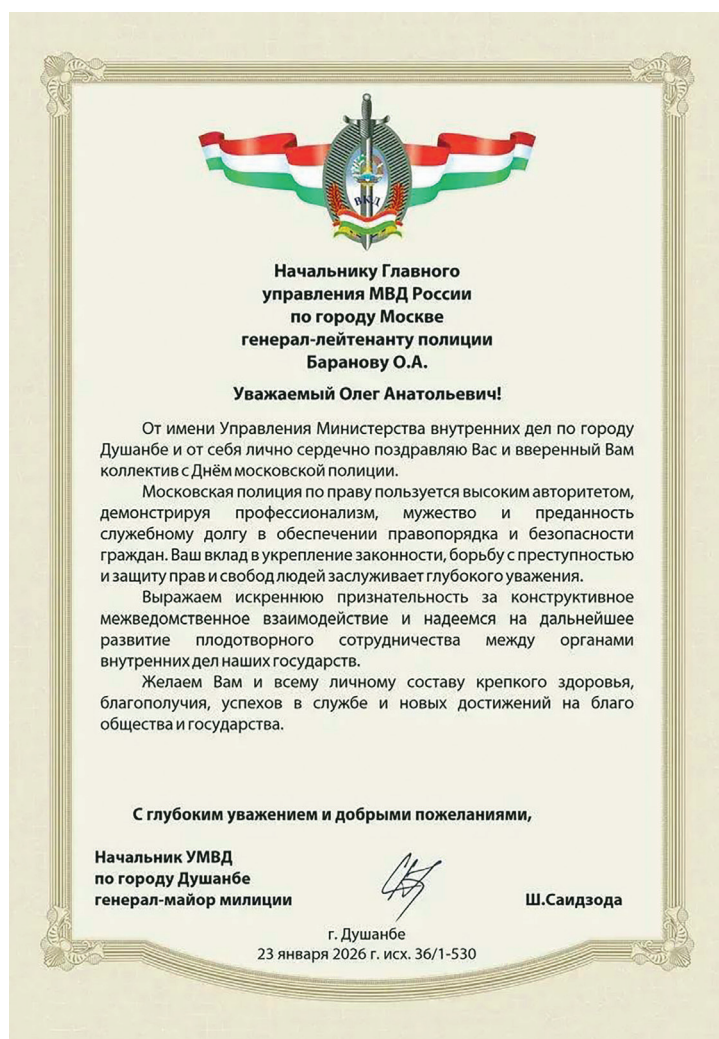 ВКД
Начальнику Главного
управления МВД России
по городу Москве
генерал-лейтенанту полиции
Баранову О.А.
Уважаемый Олег Анатольевич!
От имени Управления Министерства внутренних дел по городу
Душанбе и от себя лично сердечно поздравляю Вас и вверенный Вам
коллектив с Днём московской полиции.
Московская полиция по праву пользуется высоким авторитетом,
демонстрируя профессионализм, мужество и преданность
служебному долгу в обеспечении правопорядка и безопасности
граждан. Ваш вклад в укрепление законности, борьбу с преступностью
и защиту прав и свобод людей заслуживает глубокого уважения.
Выражаем искреннюю признательность за конструктивное
межведомственное взаимодействие и надеемся на дальнейшее
развитие плодотворного сотрудничества между органами
внутренних дел наших государств.
Желаем Вам и всему личному составу крепкого здоровья,
благополучия, успехов в службе и новых достижений на благо
общества и государства.
С глубоким уважением и добрыми пожеланиями,
Начальник УМВД
по городу Душанбе
генерал-майор милиции
Ш.Саидзода
г. Душанбе
23 января 2026 г. исх. 36/1-530